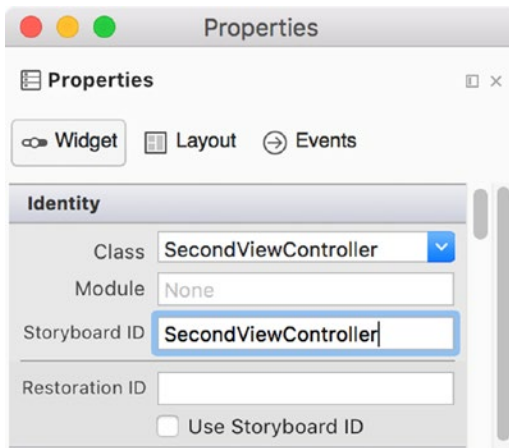 Properties
Properties
Widget Layout Events
Identity
Class SecondViewController
Module None
Storyboard ID SecondViewController
Restoration ID
Use Storyboard ID